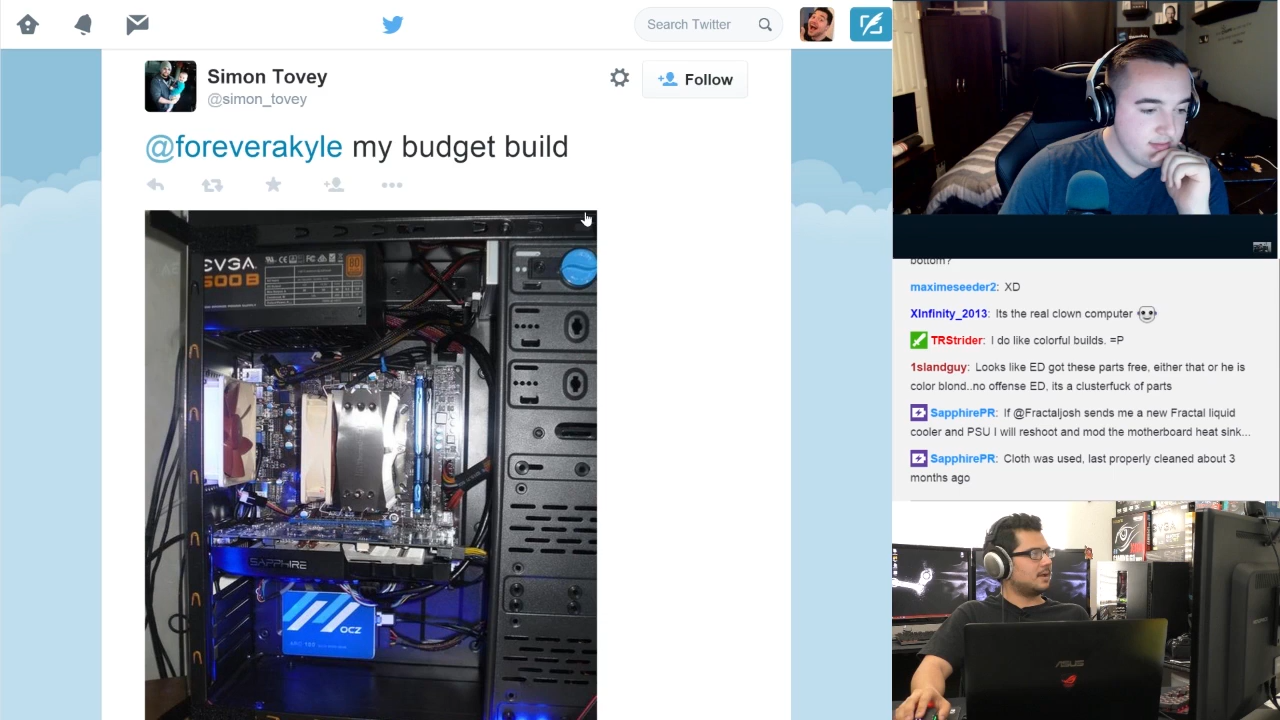 Search Twitter
Simon Tovey
@simon_tovey
Follow
@foreverakyle my budget build
EVGA
500 B
80
SAPPHIRE
OCZ
bottom?
maximeseeder2: XD
XInfinity_2013: Its the real clown computer
TRStrider: I do like colorful builds. =P
1slandguy: Looks like ED got these parts free, either that or he is
color blond..no offense ED, its a clusterfuck of parts
SapphirePR: If @Fractaljosh sends me a new Fractal liquid
cooler and PSU I will reshoot and mod the motherboard heat sink...
SapphirePR: Cloth was used, last properly cleaned about 3
months ago
EVGA
ASUS